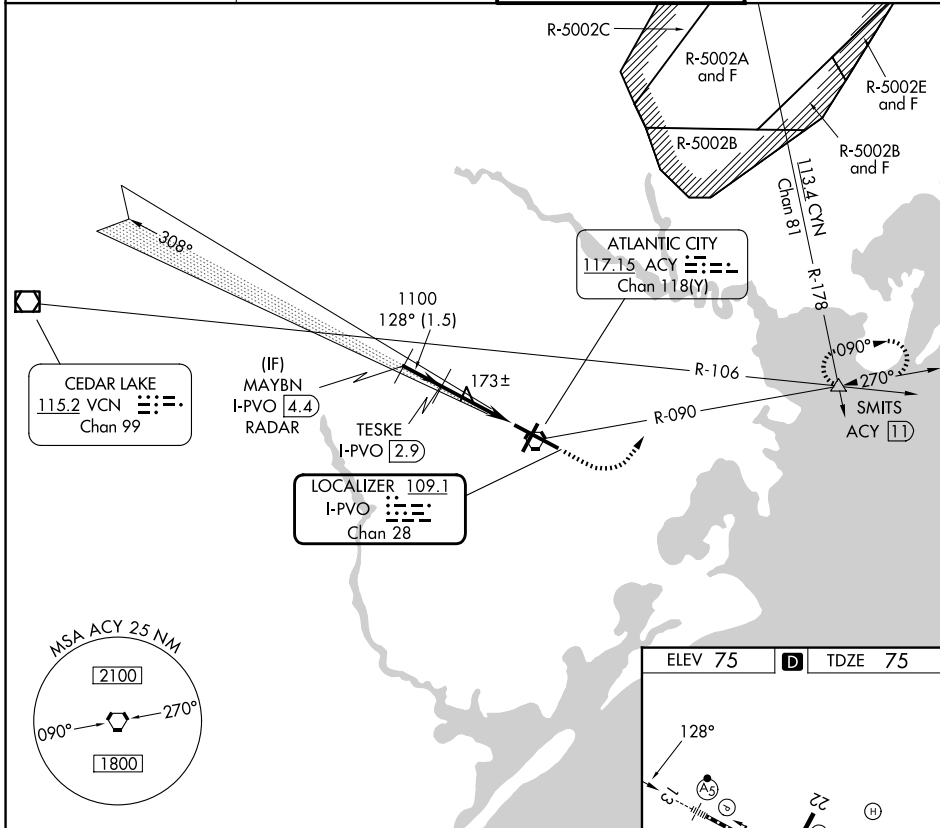 R-5002C
R-5002A
and F
R-5002E
and F
R-5002B
R-5002B
and F
113.4 CYN
Chan 81
R-178
308°
ATLANTIC CITY
117.15 ACY
Chan 118(Y)
1100
128° (1.5)
CEDAR LAKE
115.2 VCN
Chan 99
(IF)
MAYBN
I-PVO 4.4
RADAR
173±
TESKE
I-PVO 2.9
R-106
R-090
090°
270°
SMITS
ACY 11
LOCALIZER 109.1
I-PVO
Chan 28
MSA ACY 25 NM
2100
090°
270°
1800
ELEV 75
D
TDZE 75
128°
A5
P
13
22
H